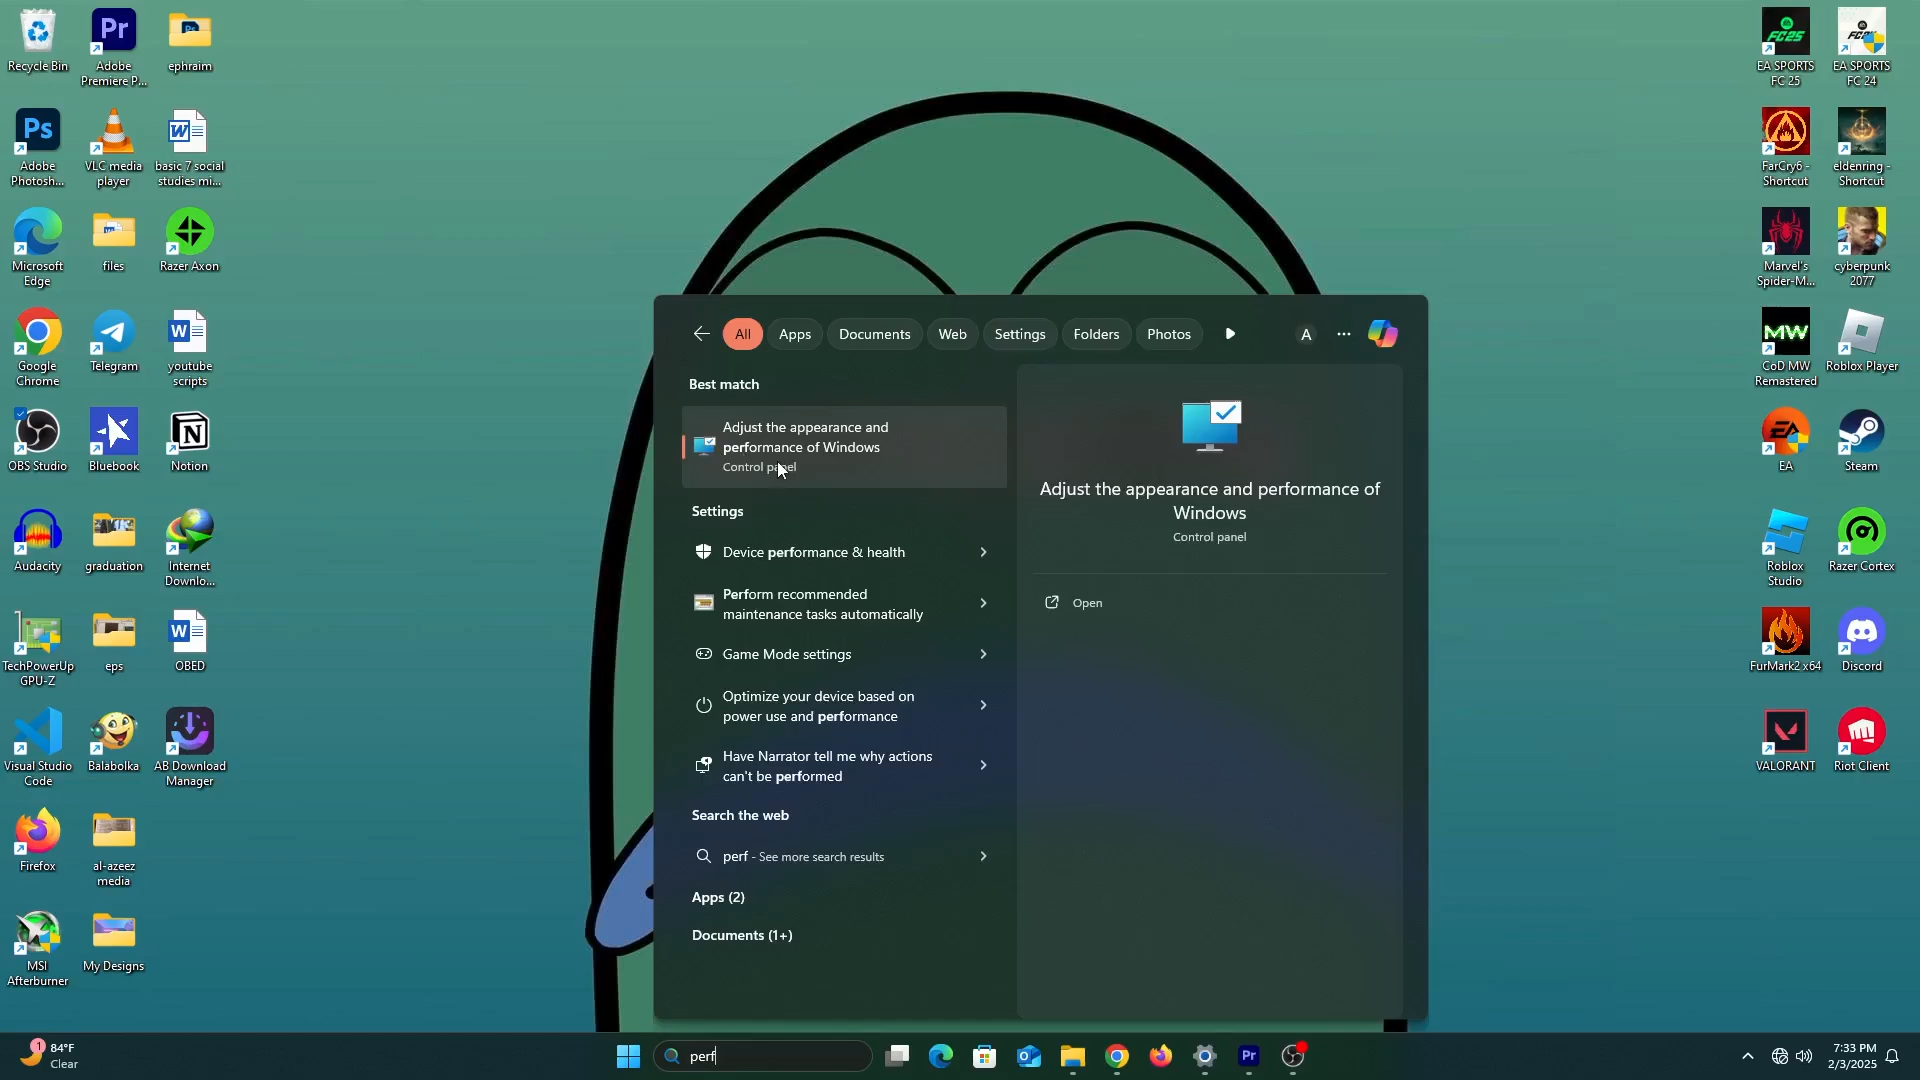 Recycle Bin
Adobe
Premiere P...
ephraim
Adobe
Photosh...
VLC media
player
basic 7 social
studies mi...
Microsoft
Edge
files
Razer Axon
Google
Chrome
Telegram
youtube
scripts
OBS Studio
Bluebook
Notion
Audacity
graduation
Internet
Downlo...
TechPowerUp
GPU-Z
eps
OBED
Visual Studio
Code
Balabolka
AB Download
Manager
Firefox
al-azeez
media
MSI
Afterburner
My Designs
All
Apps
Documents
Web
Settings
Folders
Photos
A
Best match
Adjust the appearance and
performance of Windows
Control panel
Settings
Device performance & health
Perform recommended
maintenance tasks automatically
Game Mode settings
Optimize your device based on
power use and performance
Have Narrator tell me why actions
can't be performed
Search the web
perf - See more search results
Apps (2)
Documents (1+)
Adjust the appearance and performance of
Windows
Control panel
Open
EA SPORTS
FC 25
EA SPORTS
FC 24
FarCry6 -
Shortcut
eldenring -
Shortcut
Marvel's
Spider-M...
cyberpunk
2077
CoD MW
Remastered
Roblox Player
EA
Steam
Roblox
Studio
Razer Cortex
FurMark2 x64
Discord
VALORANT
Riot Client
1
84°F
Clear
perf
7:33 PM
2/3/2025